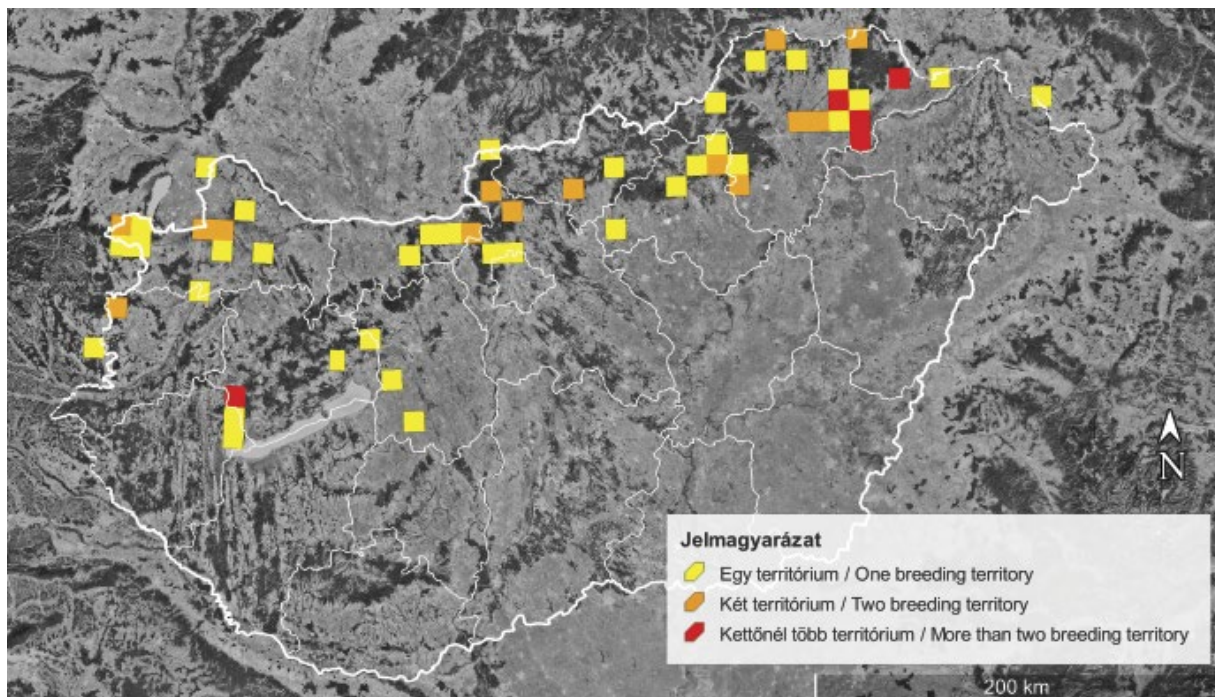 N
Jelmagyarázat
Egy territórium / One breeding territory
Két territórium / Two breeding territory
Kettőnél több territórium / More than two breeding territory
200 km